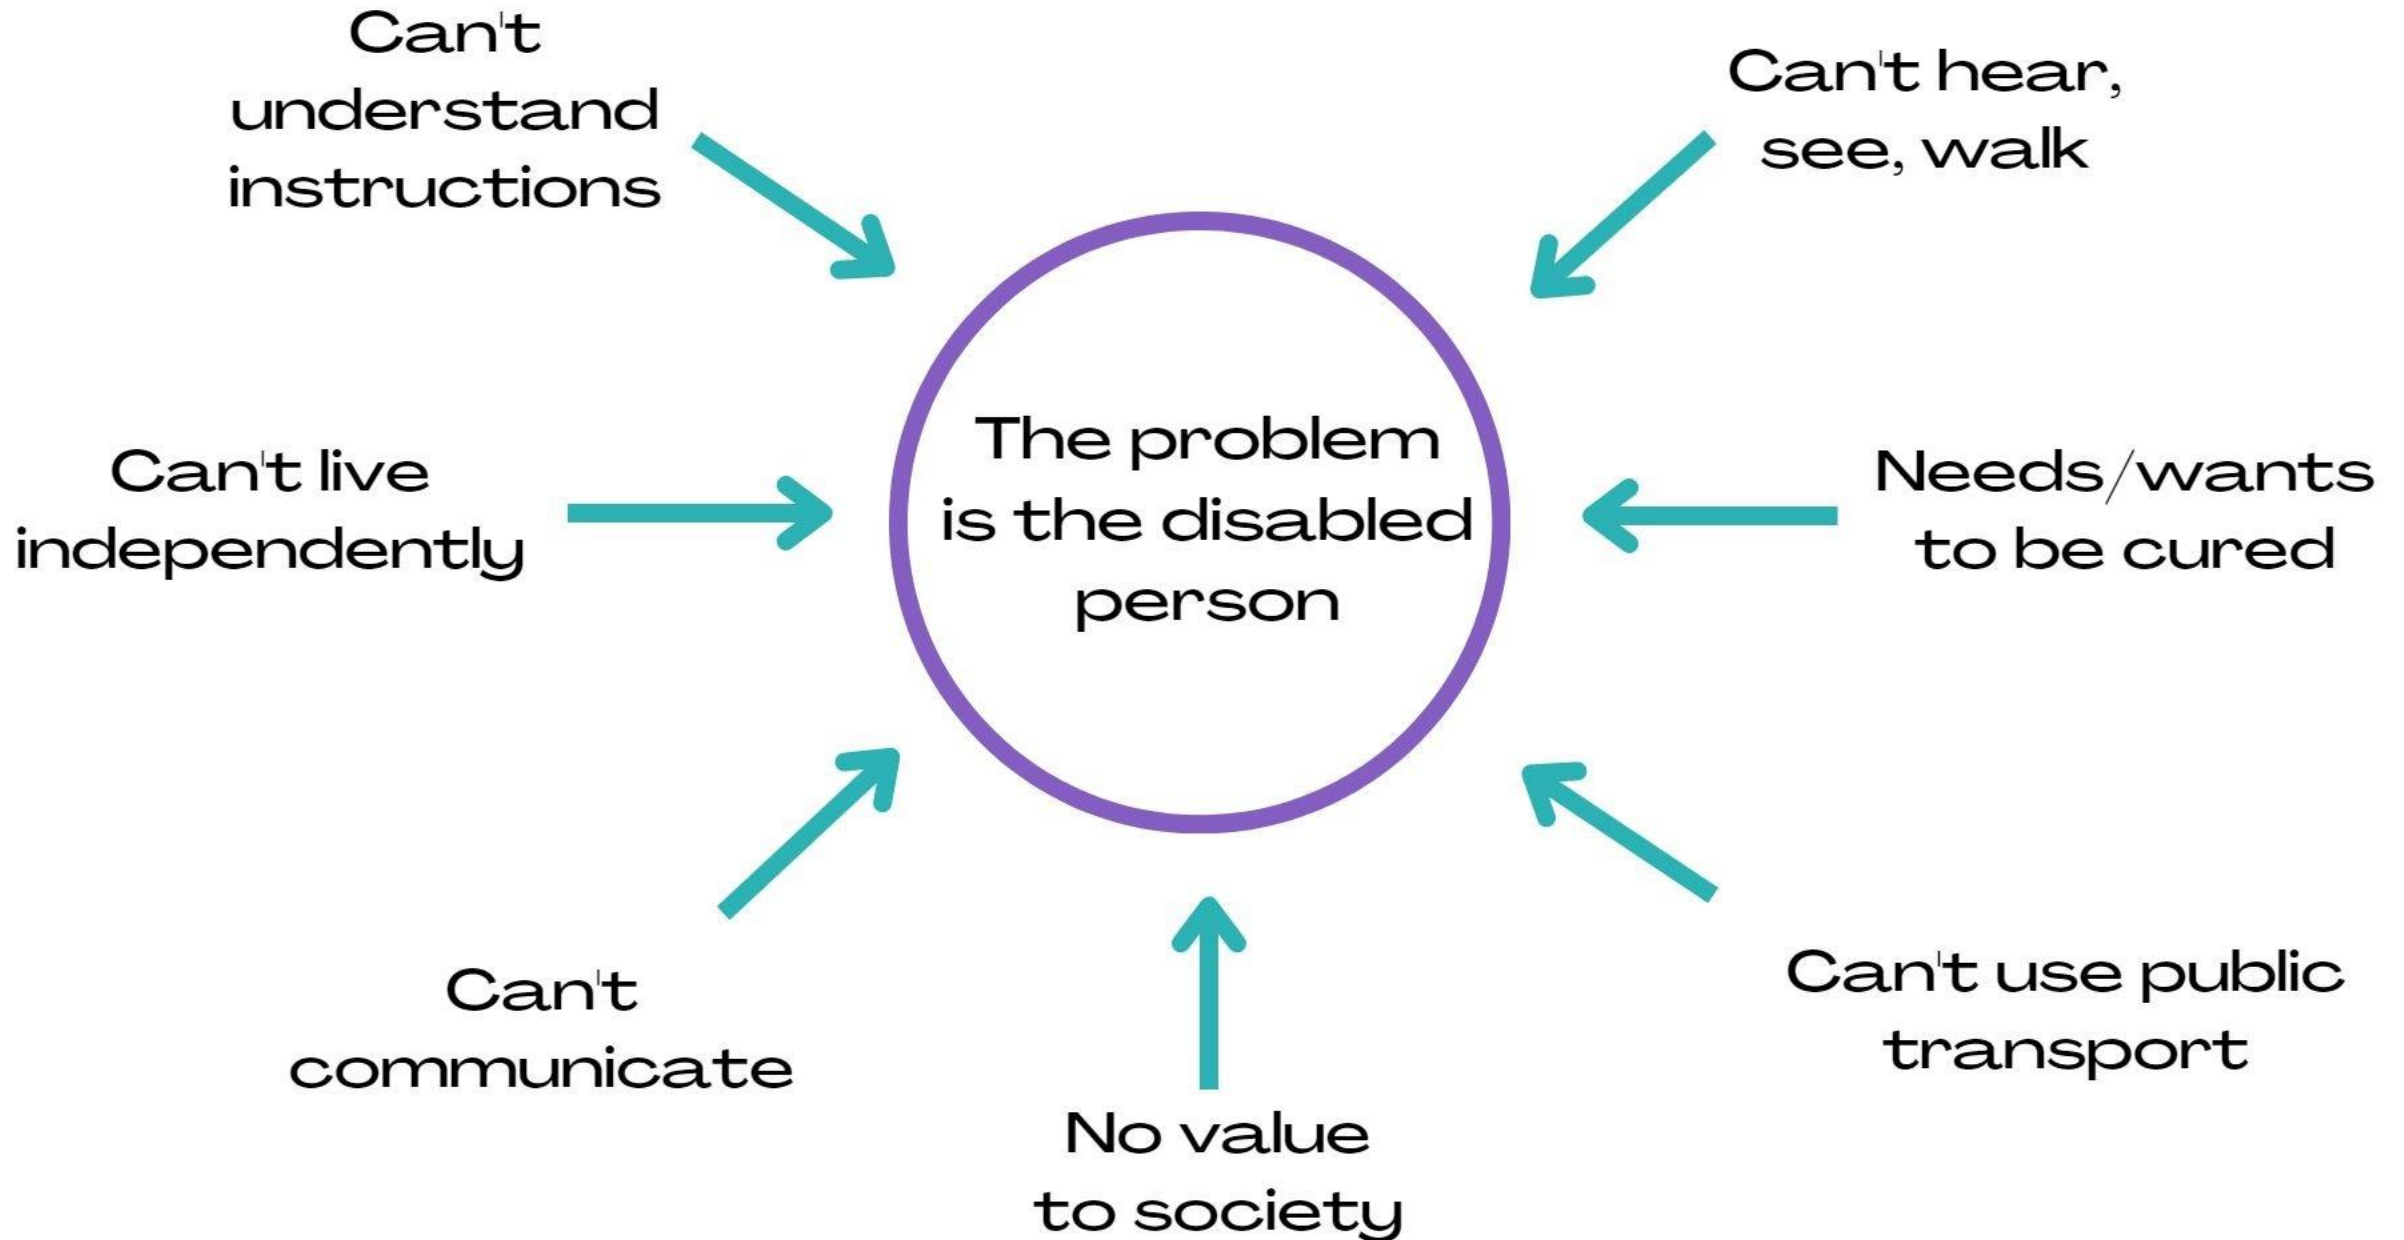 Can't
understand
instructions
Can't hear,
see, walk
Can't live
independently
The problem
is the disabled
person
Needs/wants
to be cured
Can't
communicate
No value
to society
Can't use public
transport